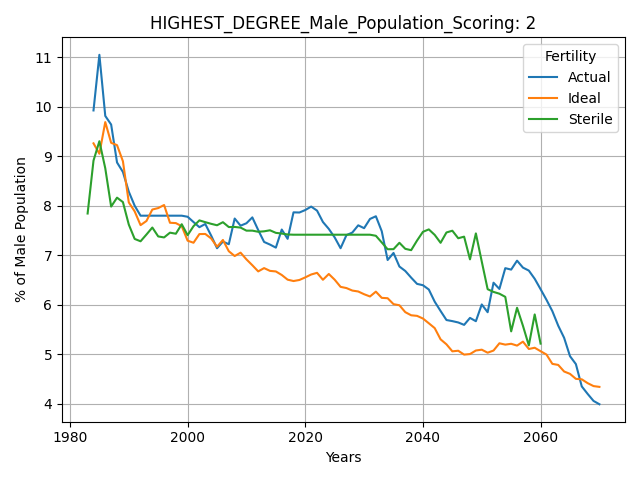 HIGHEST_DEGREE_Male_Population_Scoring: 2
Fertility
Actual
Ideal
Sterile
% of Male Population
11
10
9
8
7
6
5
4
1980 2000 2020 2040 2060
Years